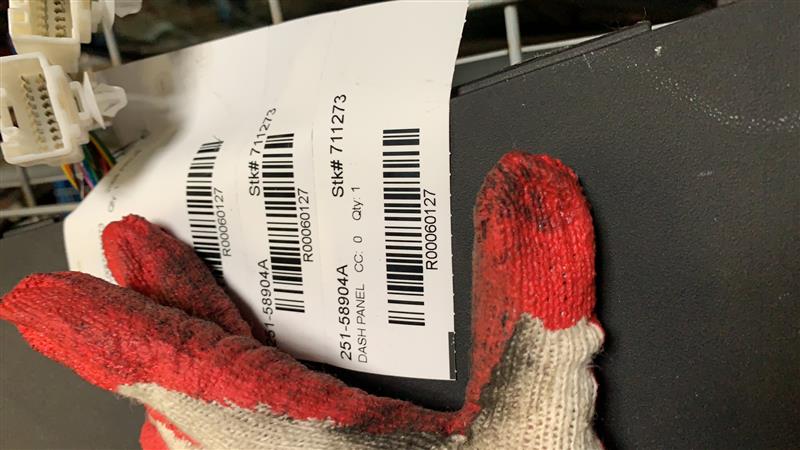 R00060127
Stk# 711273
251-58904A
R00060127
251-58904A Stk# 711273
DASH PANEL CC: 0 Qty: 1
R00060127